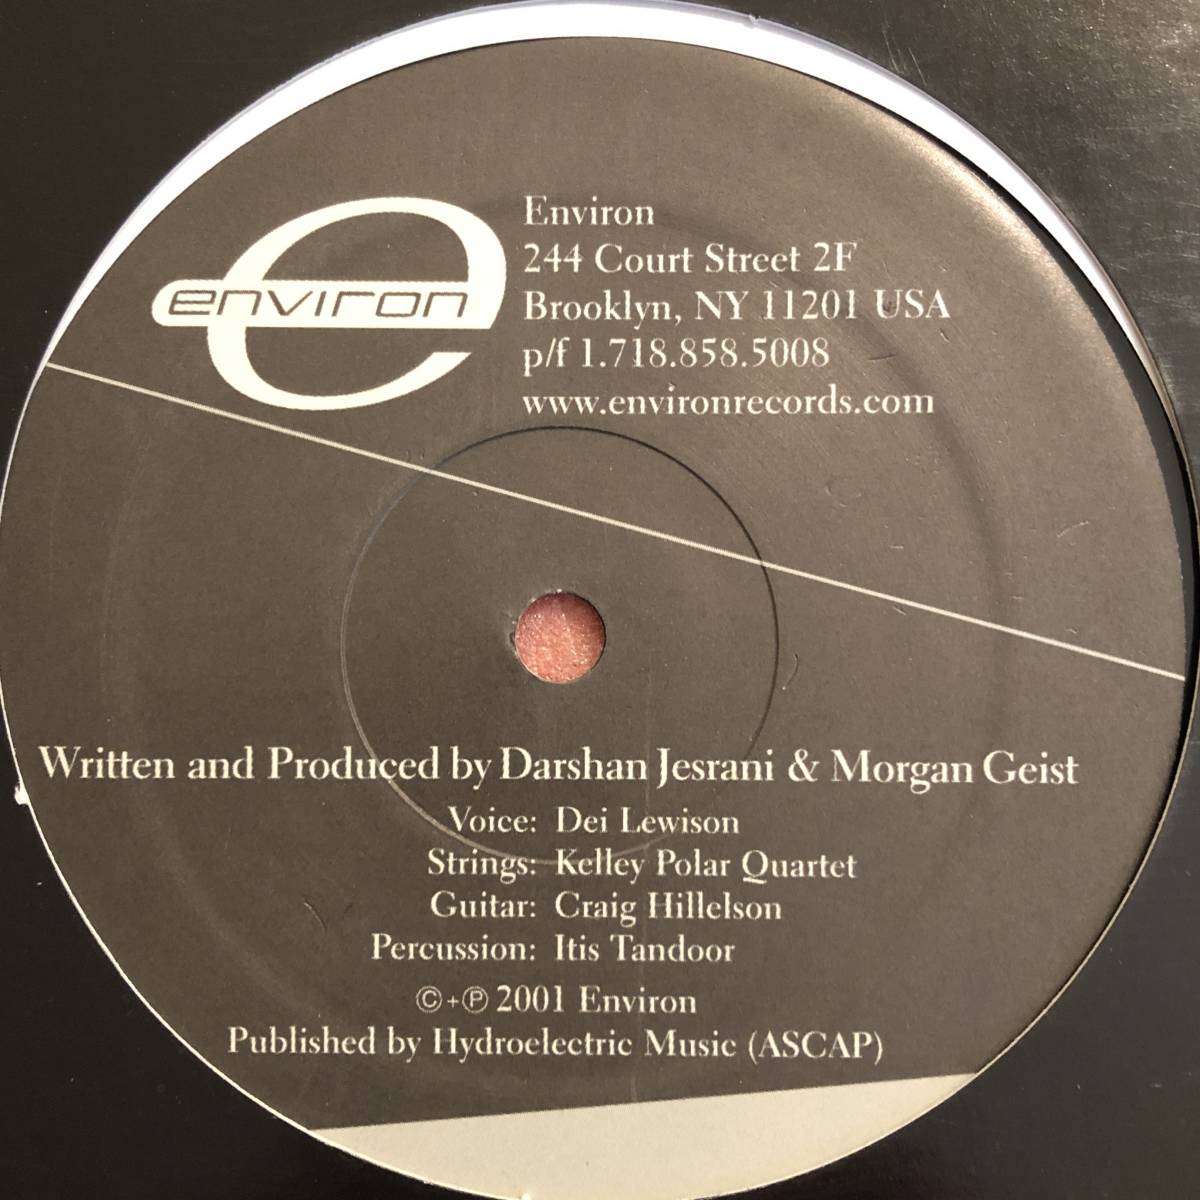 environ
Environ
244 Court Street 2F
Brooklyn, NY 11201 USA
p/f 1.718.858.5008
www.environrecords.com
Written and Produced by Darshan Jesrani & Morgan Geist
Voice: Dei Lewison
Strings: Kelley Polar Quartet
Guitar: Craig Hillelson
Percussion: Itis Tandoor
©+℗ 2001 Environ
Published by Hydroelectric Music (ASCAP)